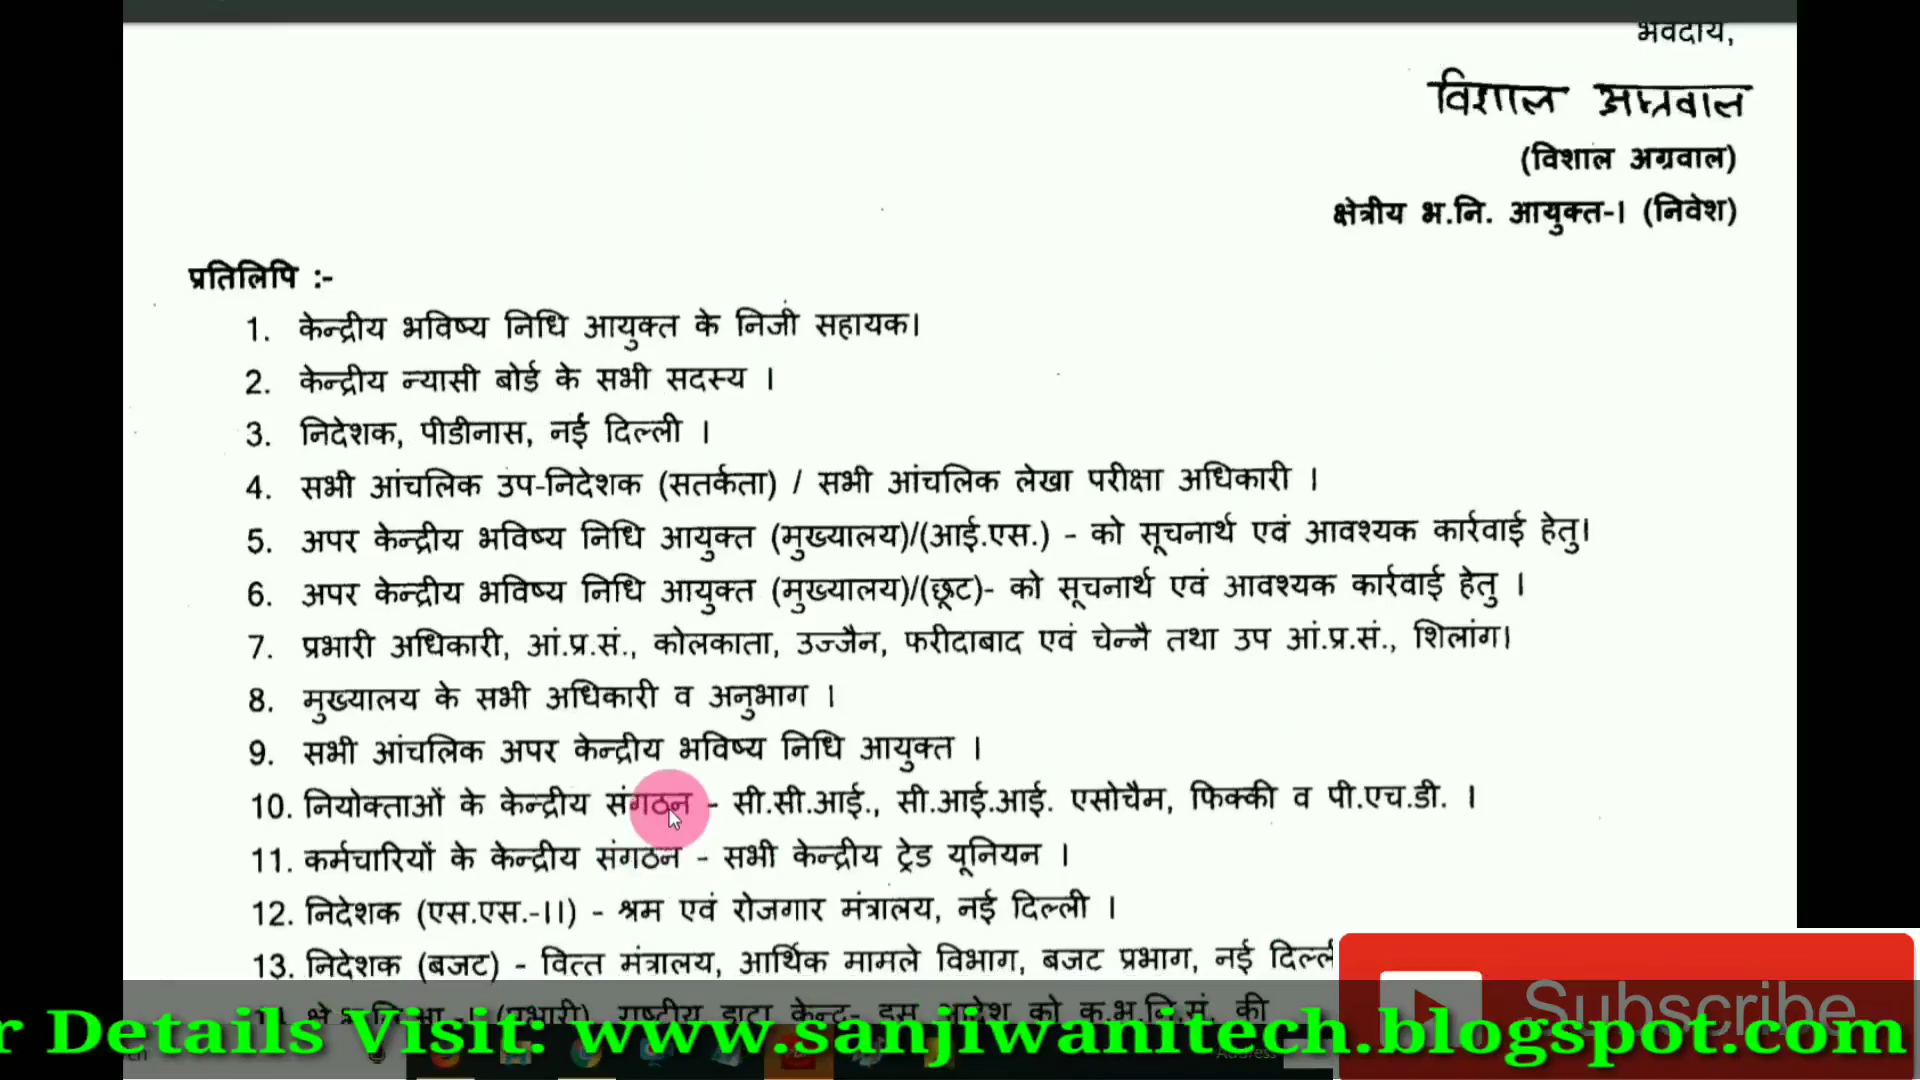 भवदीय,
विशाल अग्रवाल
(विशाल अग्रवाल)
क्षेत्रीय भ.नि. आयुक्त-I (निवेश)
प्रतिलिपि :-
1. केन्द्रीय भविष्य निधि आयुक्त के निजी सहायक।
2. केन्द्रीय न्यासी बोर्ड के सभी सदस्य ।
3. निदेशक, पीडीनास, नई दिल्ली ।
4. सभी आंचलिक उप-निदेशक (सतर्कता) / सभी आंचलिक लेखा परीक्षा अधिकारी ।
5. अपर केन्द्रीय भविष्य निधि आयुक्त (मुख्यालय)/(आई.एस.) - को सूचनार्थ एवं आवश्यक कार्रवाई हेतु।
6. अपर केन्द्रीय भविष्य निधि आयुक्त (मुख्यालय)/(छूट)- को सूचनार्थ एवं आवश्यक कार्रवाई हेतु ।
7. प्रभारी अधिकारी, आं.प्र.सं., कोलकाता, उज्जैन, फरीदाबाद एवं चेन्नै तथा उप आं.प्र.सं., शिलांग।
8. मुख्यालय के सभी अधिकारी व अनुभाग ।
9. सभी आंचलिक अपर केन्द्रीय भविष्य निधि आयुक्त ।
10. नियोक्ताओं के केन्द्रीय संगठन - सी.सी.आई., सी.आई.आई. एसोचैम, फिक्की व पी.एच.डी. ।
11. कर्मचारियों के केन्द्रीय संगठन - सभी केन्द्रीय ट्रेड यूनियन ।
12. निदेशक (एस.एस.-II) - श्रम एवं रोजगार मंत्रालय, नई दिल्ली ।
13. निदेशक (बजट) - वित्त मंत्रालय, आर्थिक मामले विभाग, बजट प्रभाग, नई
(प्रभारी) राष्ट्रीय डाटा केन्द्र- इस आदेश को क.भ.नि.सं. की
Subscribe
r Details Visit: www.sanjiwanitech.blogspot.com
Address